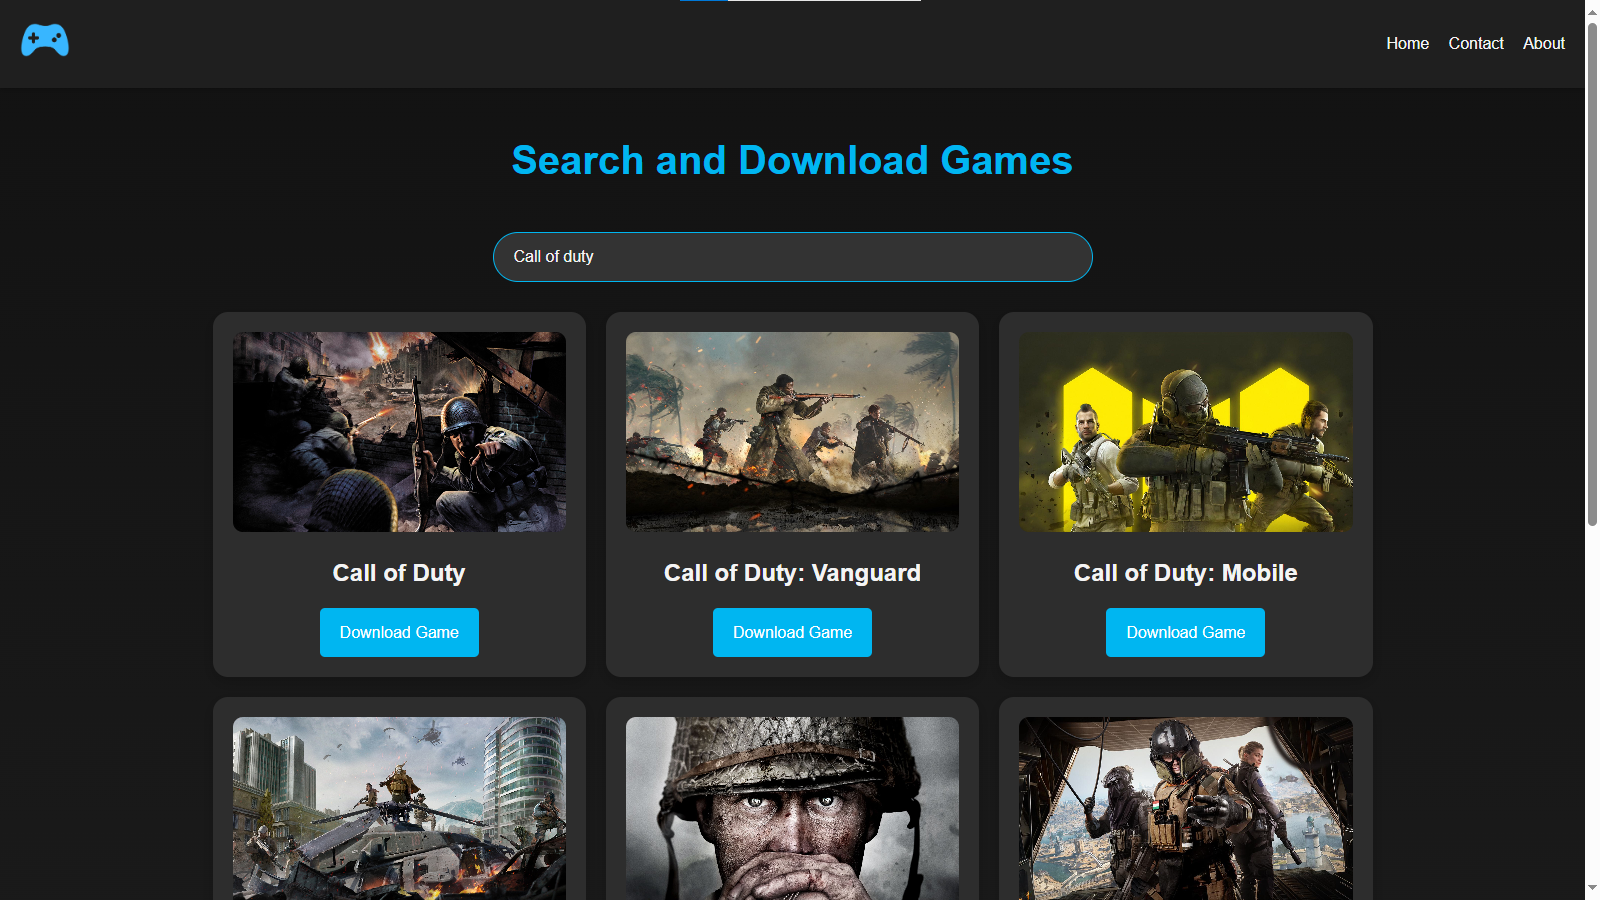 Home Contact About
Search and Download Games
Call of duty
Call of Duty
Call of Duty: Vanguard
Call of Duty: Mobile
Download Game
Download Game
Download Game